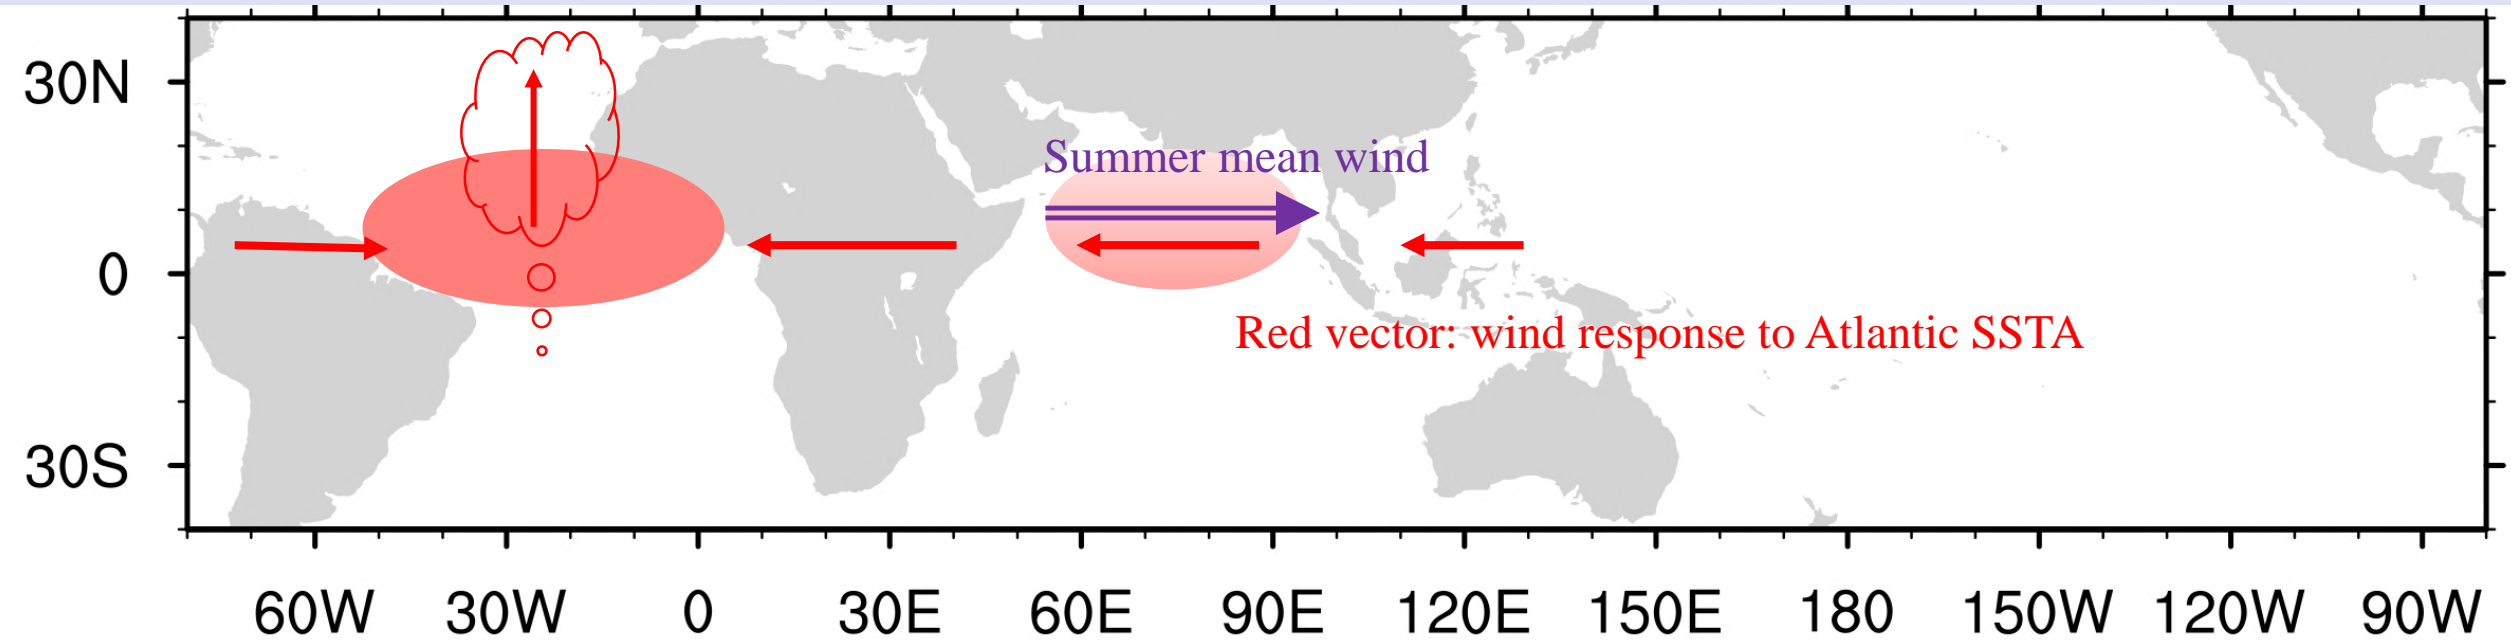 30N
Summer mean wind
0
Red vector: wind response to Atlantic SSTA
30S
60W 30W 0 30E 60E 90E 120E 150E 180 150W 120W 90W